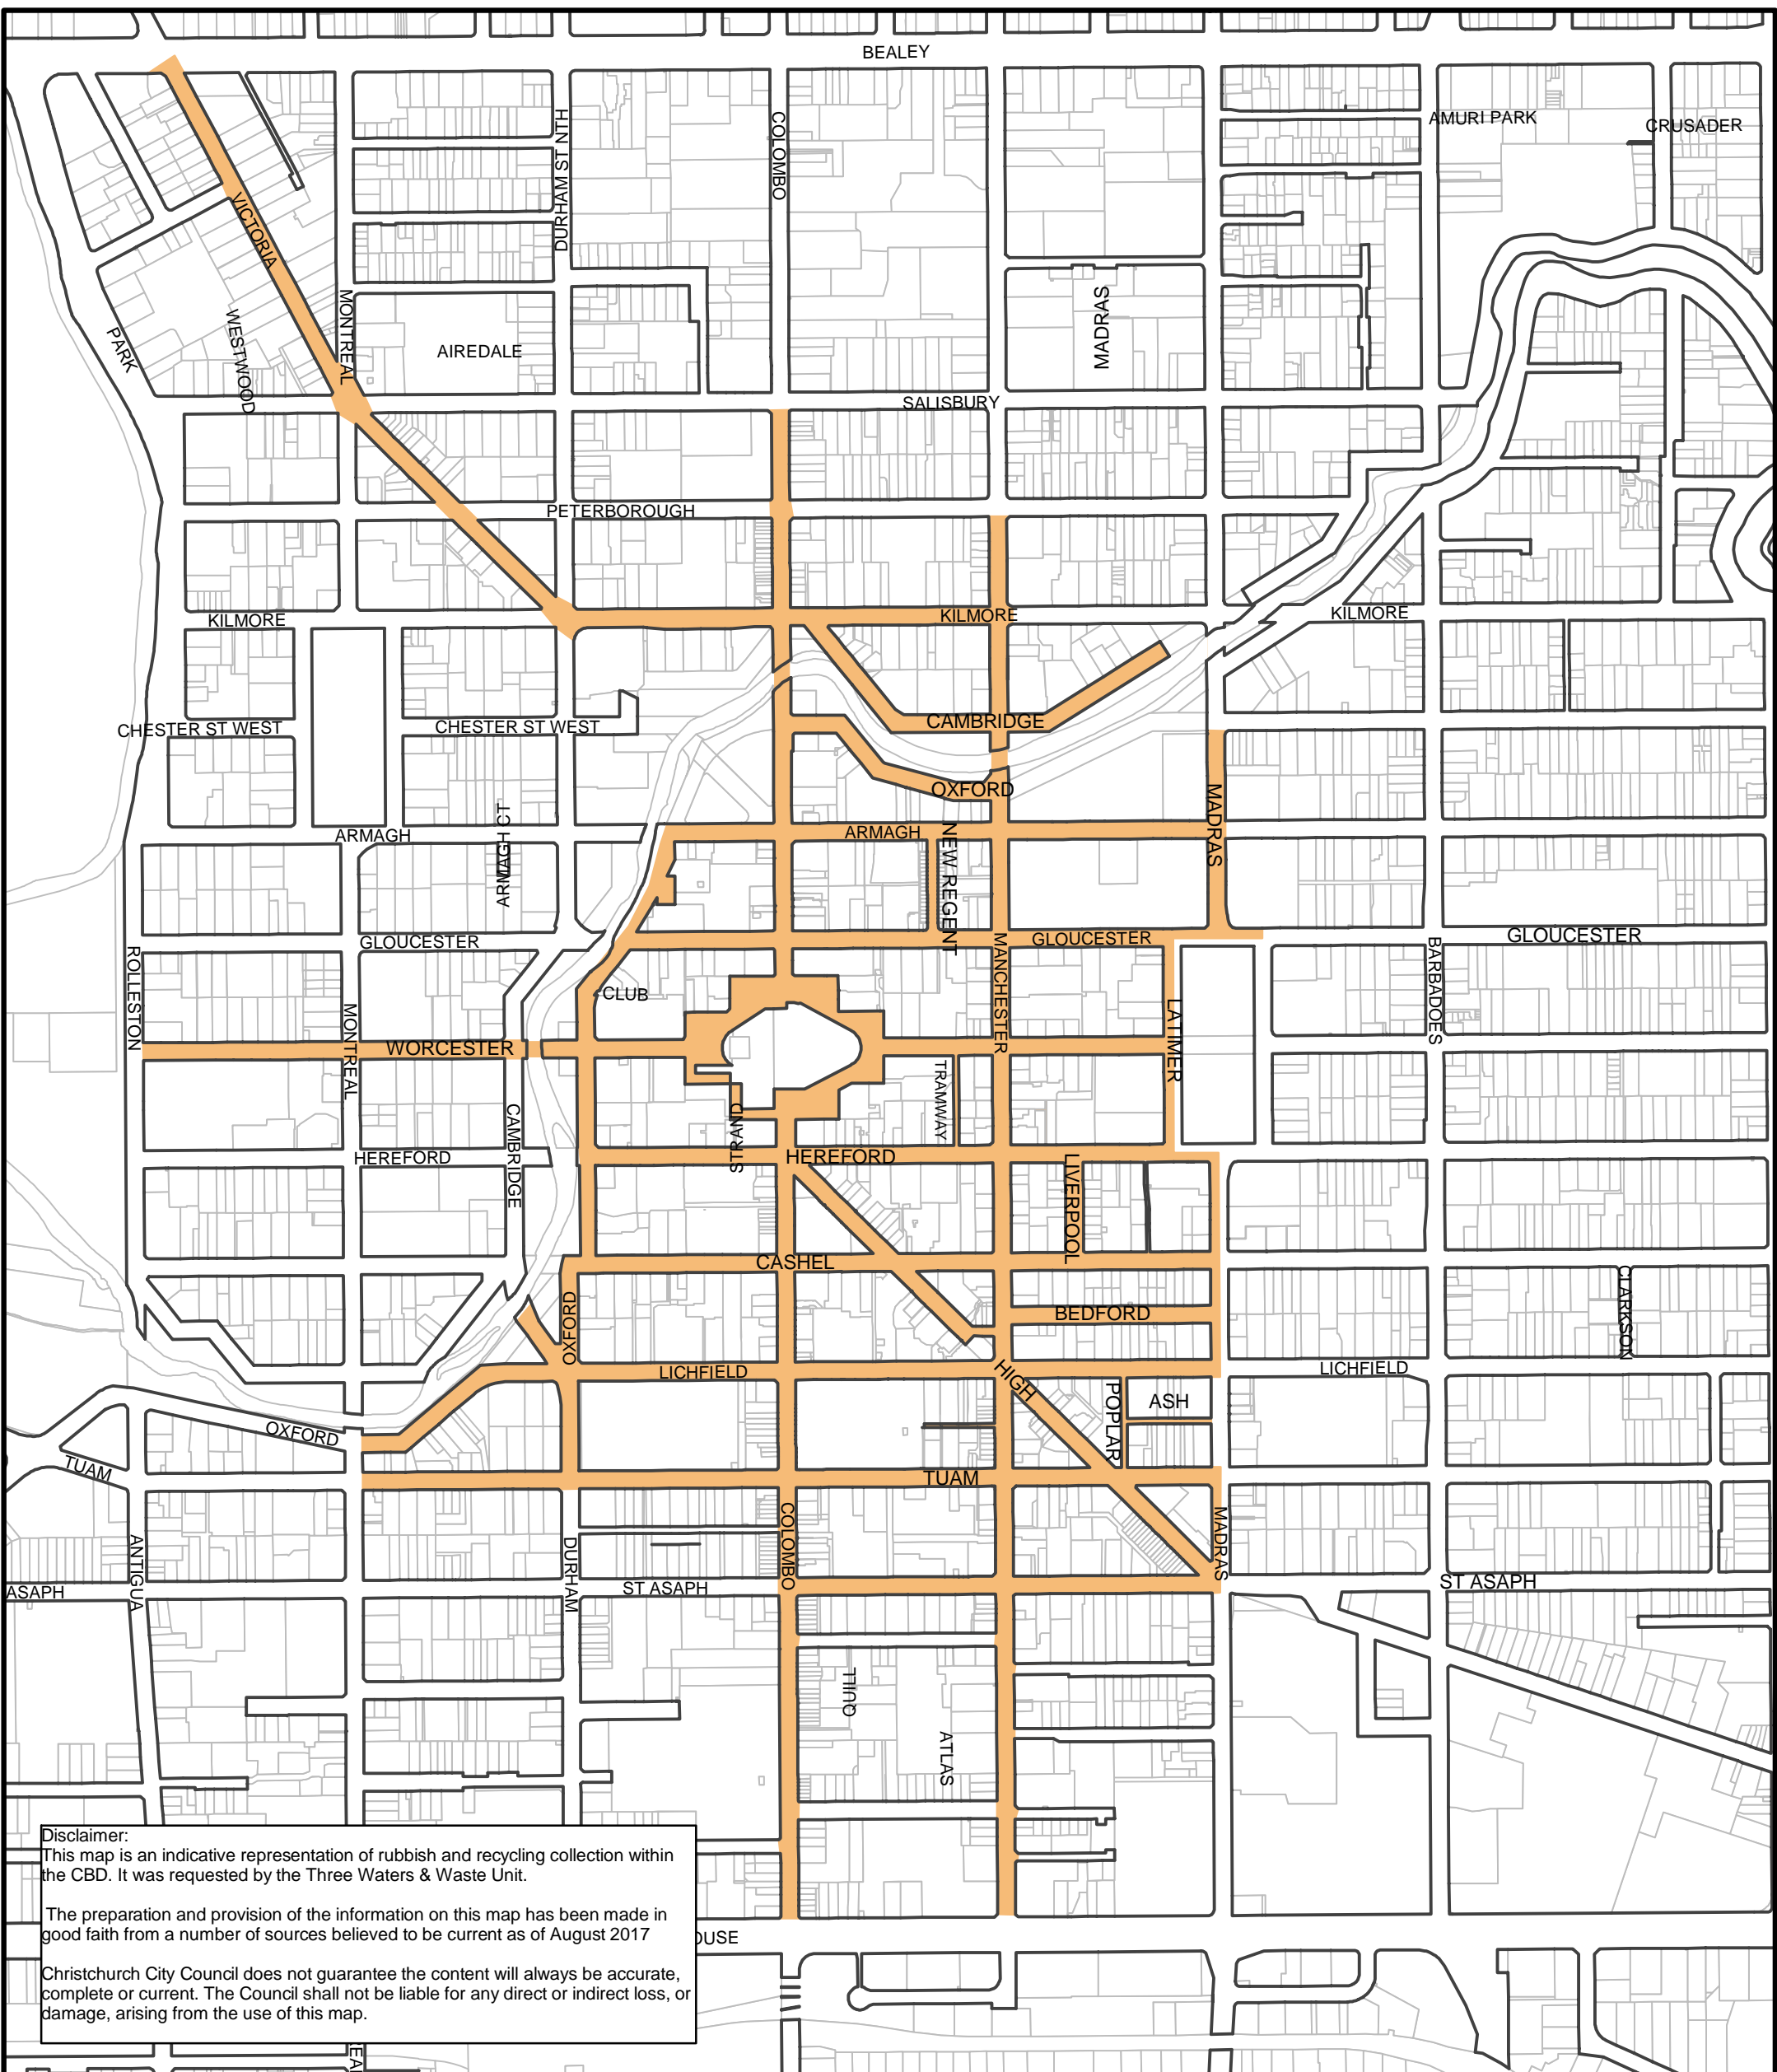 BEALEY
AMURI PARK
CRUSADER
COLOMBO
DURHAM ST NTH
VICTORIA
MONTREAL
MADRAS
WESTWOOD
PARK
AIREDALE
SALISBURY
PETERBOROUGH
KILMORE
KILMORE
KILMORE
CHESTER ST WEST
CHESTER ST WEST
CAMBRIDGE
OXFORD
MADRAS
ARMAGH
ARMAGH CT
ARMAGH
NEW REGENT
GLOUCESTER
MANCHESTER
GLOUCESTER
GLOUCESTER
BARBADOES
ROLLESTON
CLUB
MONTREAL
LATIMER
WORCESTER
TRAMWAY
CAMBRIDGE
STRAND
HEREFORD
HEREFORD
LIVERPOOL
CASHEL
OXFORD
BEDFORD
CLARKSON
LICHFIELD
HIGH
LICHFIELD
POPLAR
ASH
OXFORD
TUAM
TUAM
COLOMBO
MADRAS
ANTIGUA
DURHAM
ASAPH
ST ASAPH
ST ASAPH
QUILL
ATLAS
Disclaimer:
This map is an indicative representation of rubbish and recycling collection within
the CBD. It was requested by the Three Waters & Waste Unit.
The preparation and provision of the information on this map has been made in
good faith from a number of sources believed to be current as of August 2017
Christchurch City Council does not guarantee the content will always be accurate,
complete or current. The Council shall not be liable for any direct or indirect loss, or
damage, arising from the use of this map.